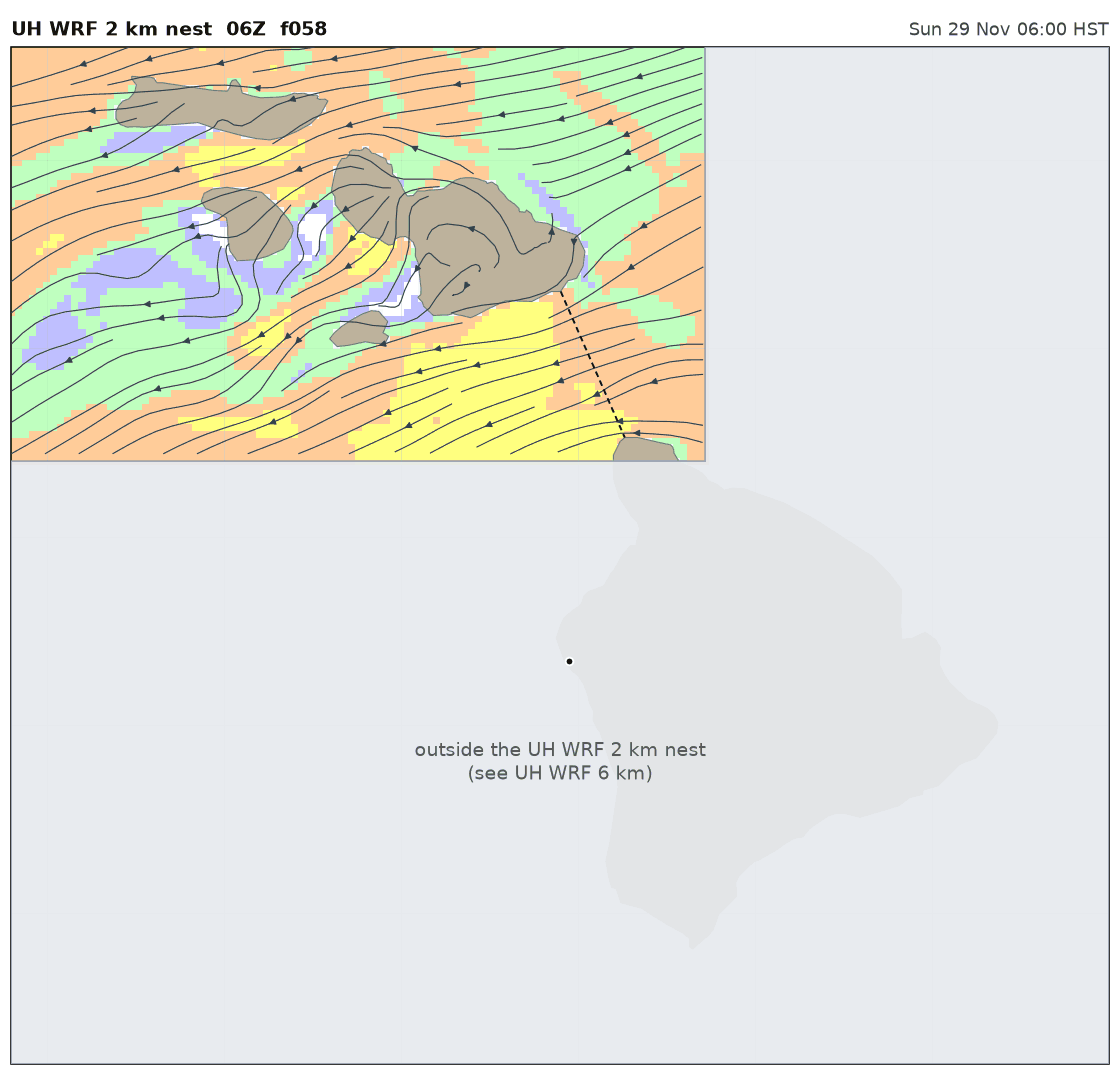 UH WRF 2 km nest  06Z  f058
Sun 29 Nov 06:00 HST
outside the UH WRF 2 km nest
(see UH WRF 6 km)